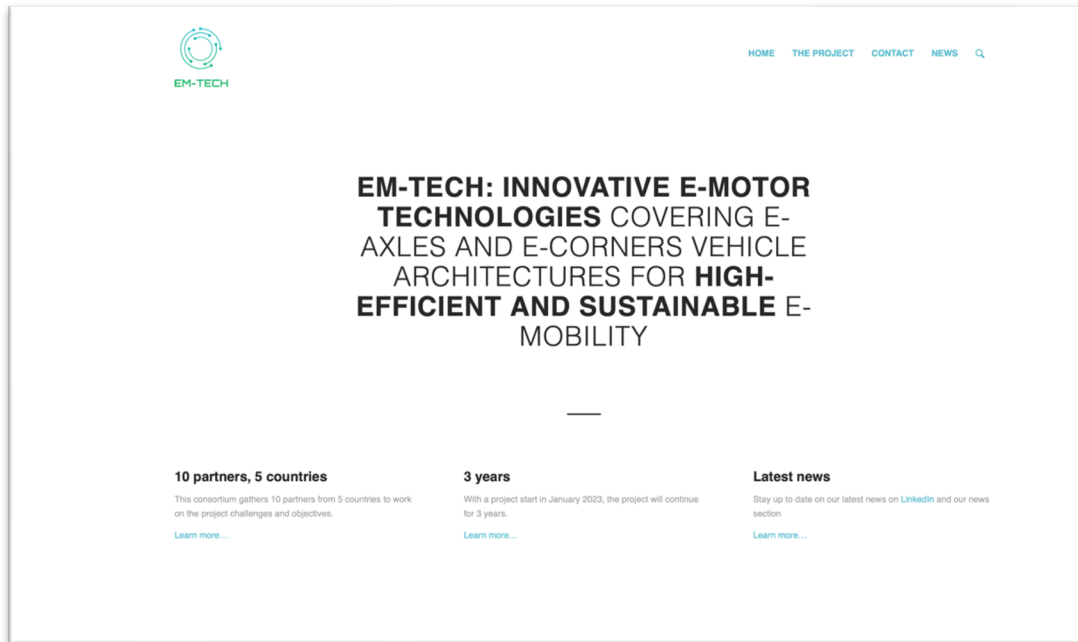 EM-TECH
HOME THE PROJECT CONTACT NEWS
EM-TECH: INNOVATIVE E-MOTOR
TECHNOLOGIES COVERING E-
AXLES AND E-CORNERS VEHICLE
ARCHITECTURES FOR HIGH-
EFFICIENT AND SUSTAINABLE E-
MOBILITY
10 partners, 5 countries
This consortium gathers 10 partners from 5 countries to work
on the project challenges and objectives.
Learn more…
3 years
With a project start in January 2023, the project will continue
for 3 years.
Learn more…
Latest news
Stay up to date on our latest news on LinkedIn and our news
section
Learn more…